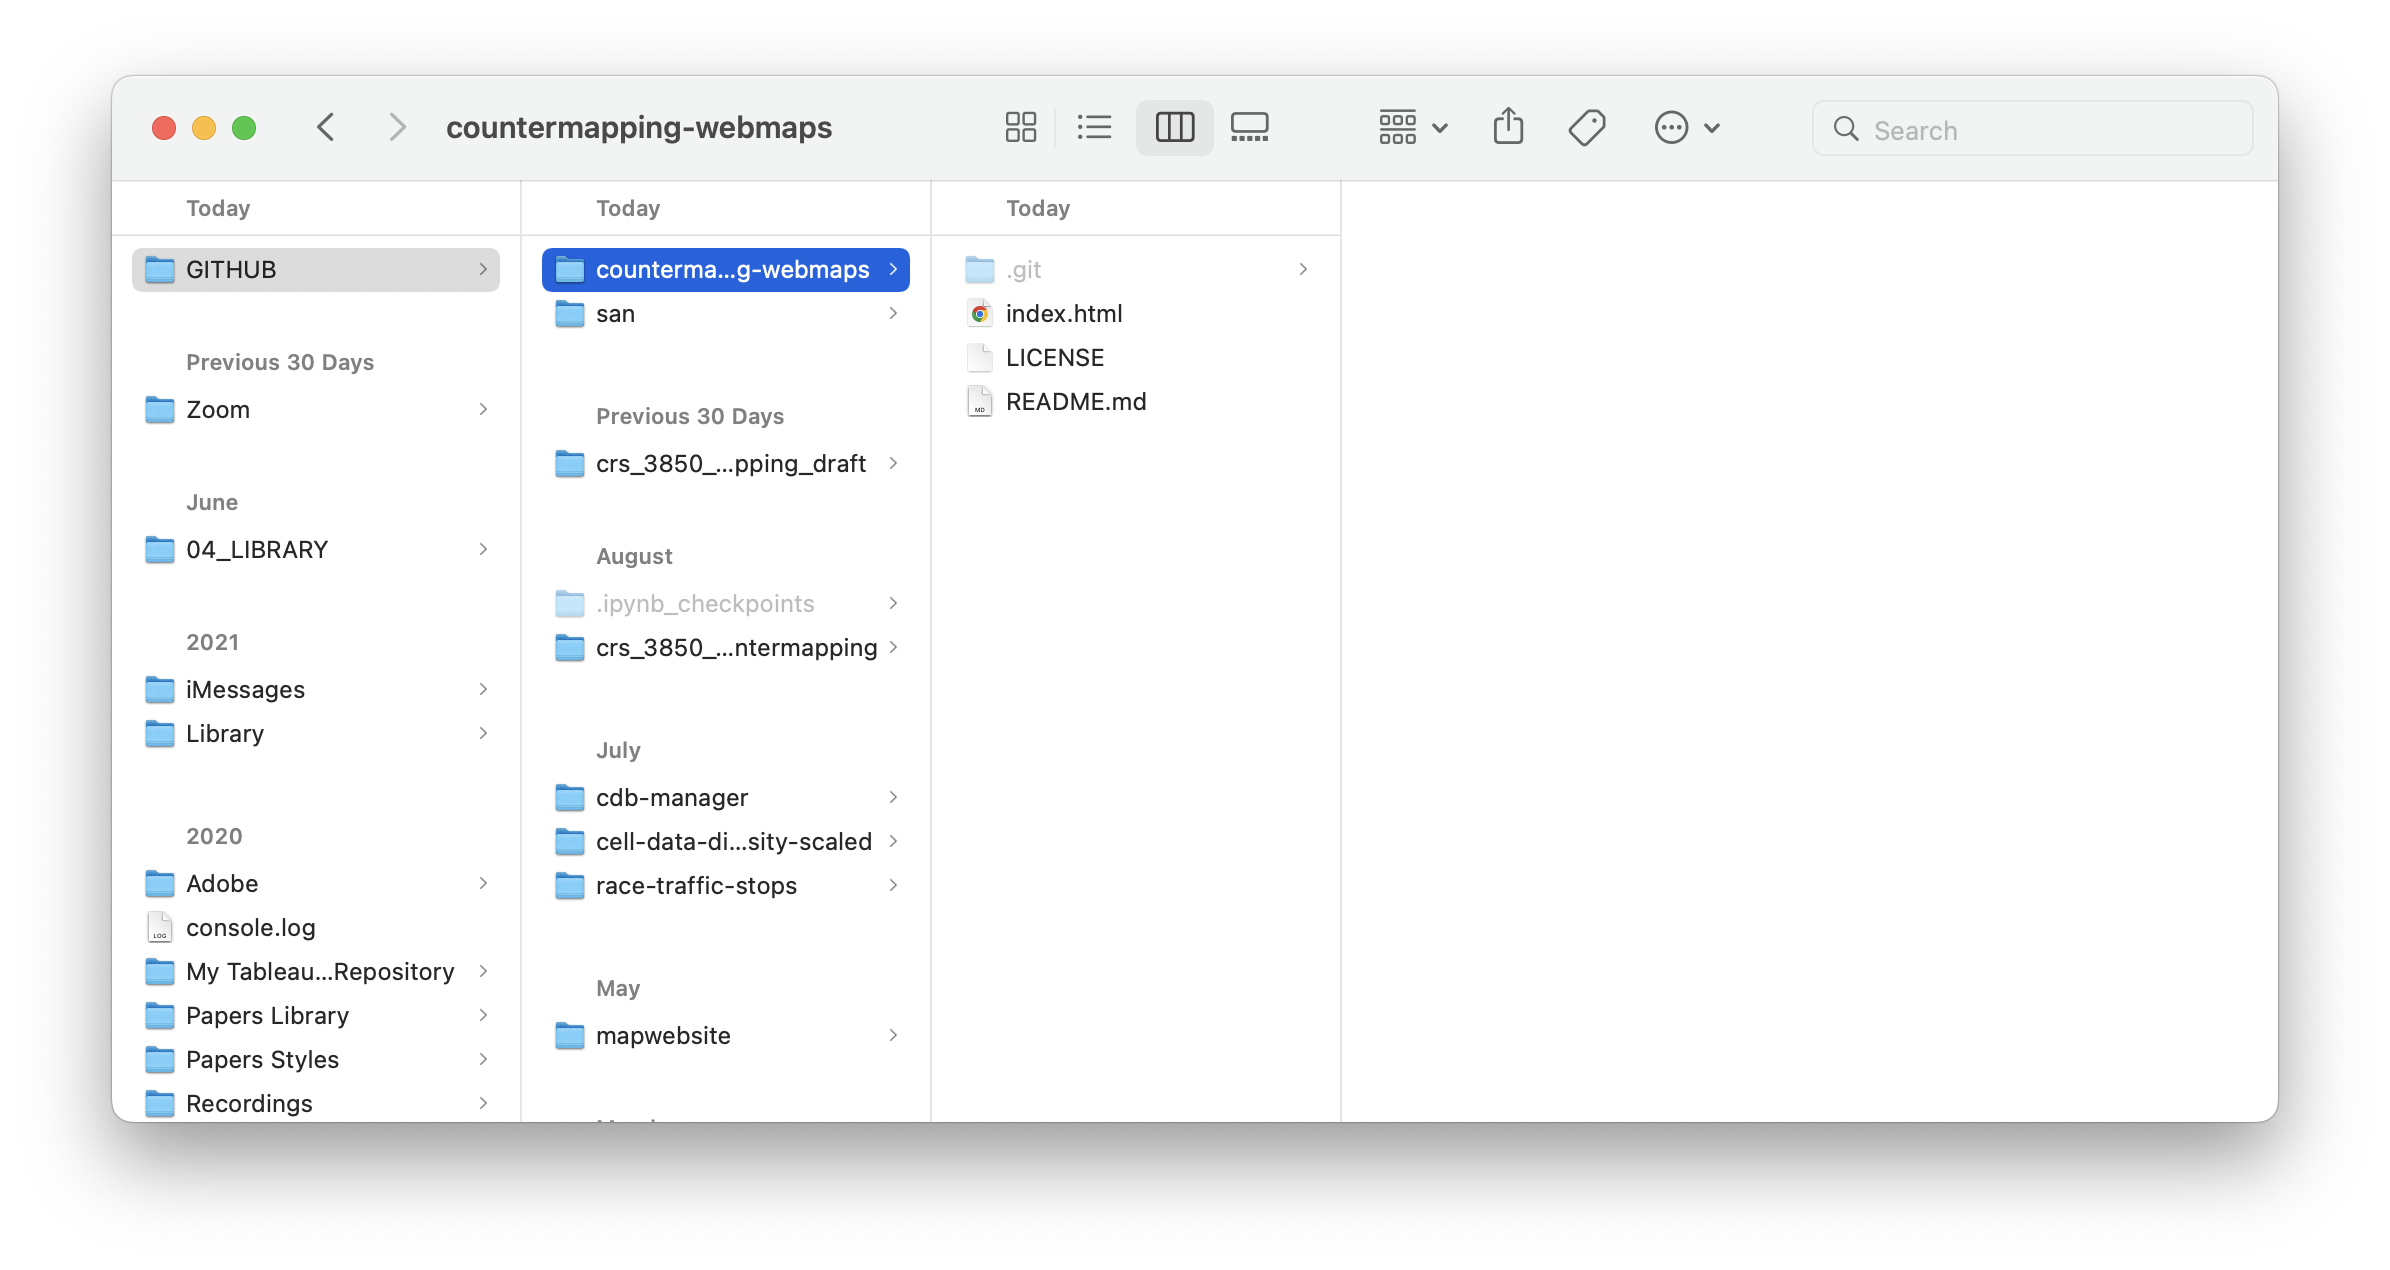 countermapping-webmaps
Search
Today
GITHUB
Previous 30 Days
Zoom
June
04_LIBRARY
2021
iMessages
Library
2020
Adobe
LOG
console.log
My Tableau...Repository
Papers Library
Papers Styles
Recordings
Today
counterma...g-webmaps
san
Previous 30 Days
crs_3850_...pping_draft
August
.ipynb_checkpoints
crs_3850_...ntermapping
July
cdb-manager
cell-data-di...sity-scaled
race-traffic-stops
May
mapwebsite
Today
.git
index.html
LICENSE
MD
README.md